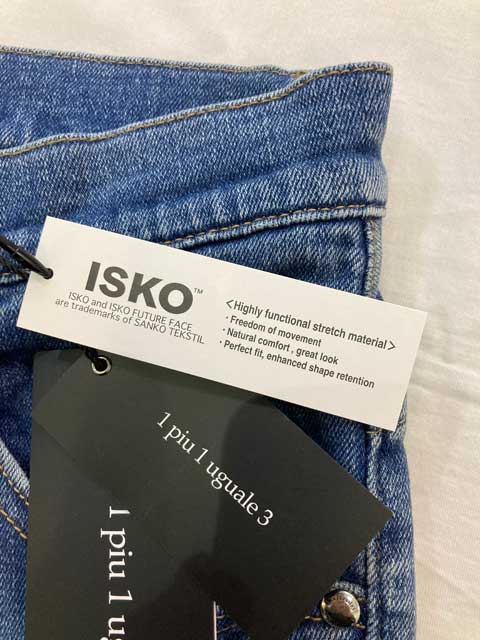 ISKO™
ISKO and ISKO FUTURE FACE
are trademarks of SANKO TEKSTIL
<Highly functional stretch material>
・Freedom of movement
・Natural comfort , great look
・Perfect fit, enhanced shape retention
1 piu 1 uguale 3
1 piu 1 ug